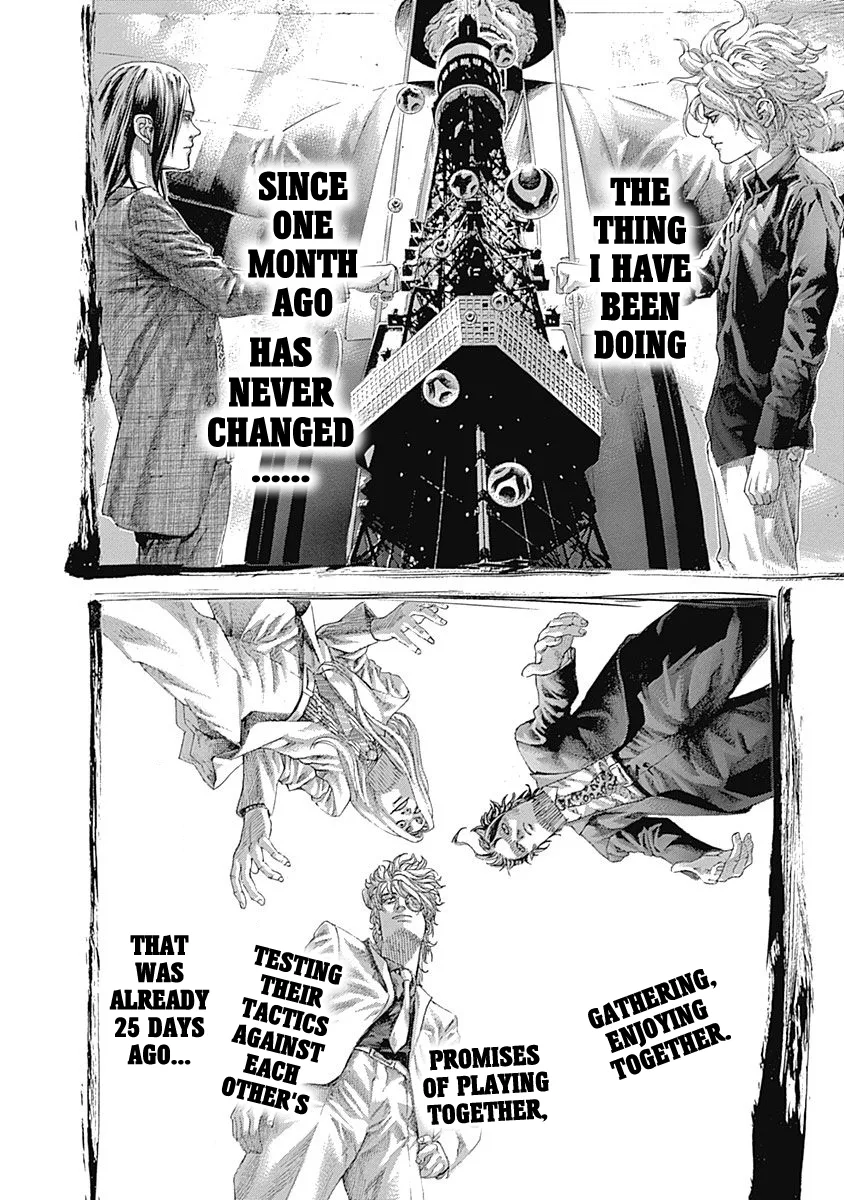 THE
THING
I HAVE
BEEN
DOING
SINCE
ONE
MONTH
AGO
HAS
NEVER
CHANGED
......
GATHERING,
ENJOYING
TOGETHER.
PROMISES
OF PLAYING
TOGETHER,
TESTING
THEIR
TACTICS
AGAINST
EACH
OTHER'S
THAT
WAS
ALREADY
25 DAYS
AGO...